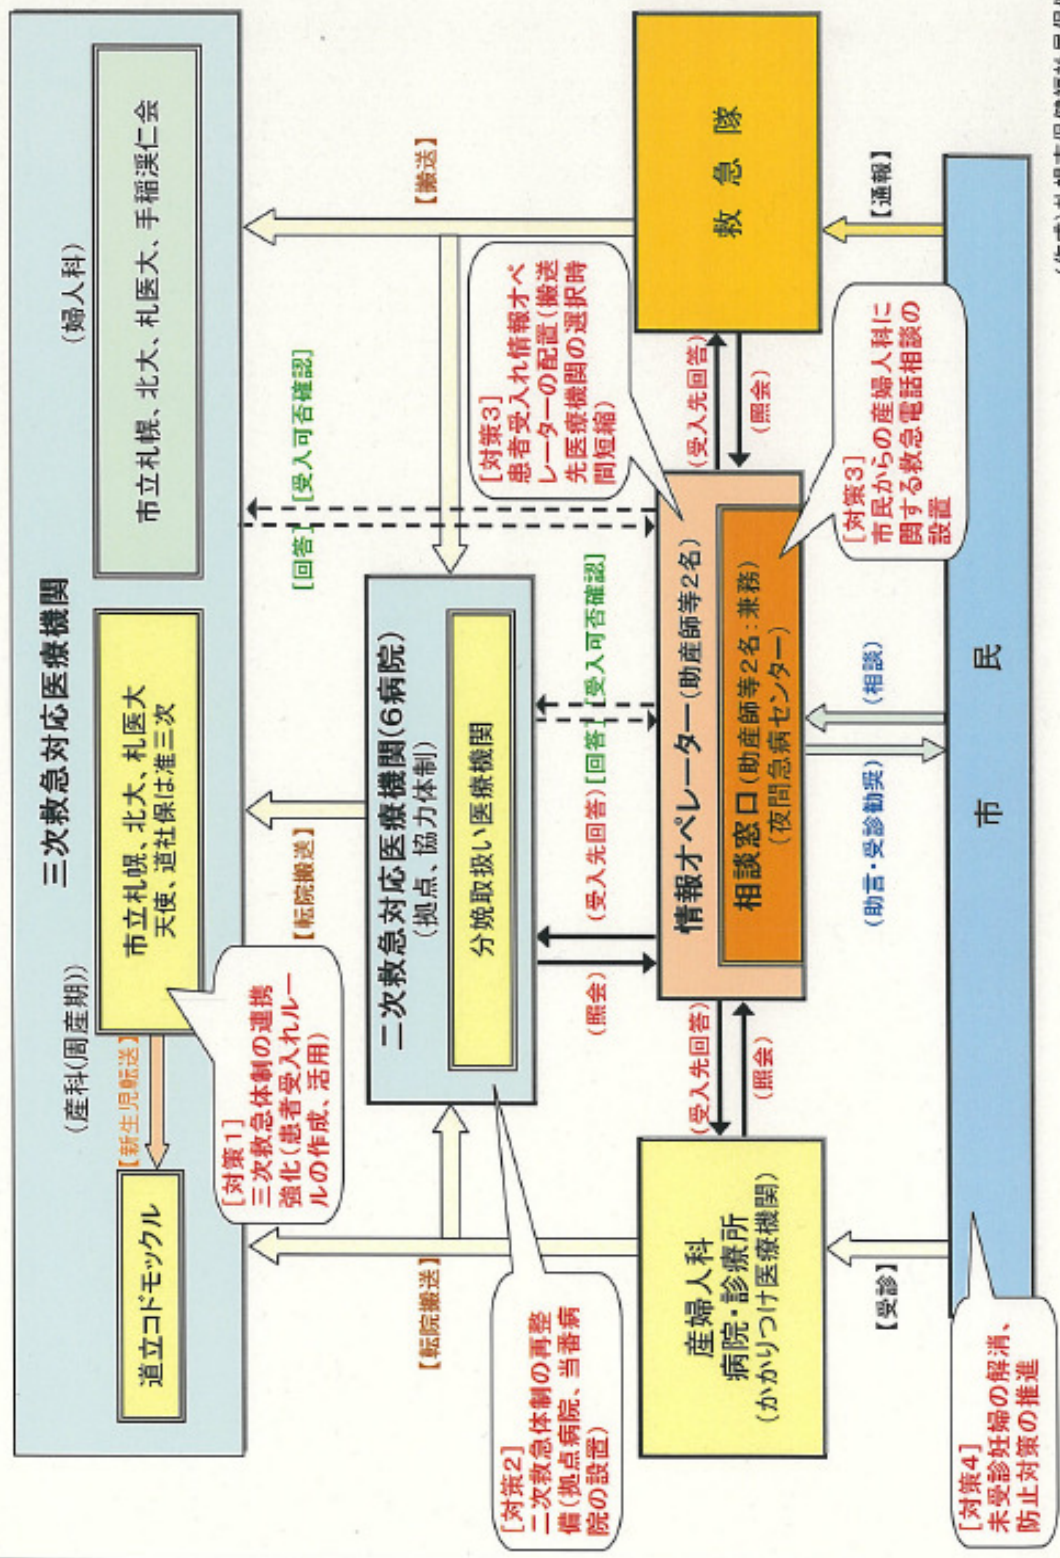 三次救急対応医療機関
(産科(周産期))
(婦人科)
道立コドモックル
【新生児転送】
市立札幌、北大、札医大
天使、道社保は准三次
市立札幌、北大、札医大、手稲渓仁会
[対策1]
三次救急体制の連携
強化(患者受入れルー
ルの作成、活用)
【転院搬送】
【転院搬送】
[回答]
[受入可否確認]
【搬送】
二次救急対応医療機関(6病院)
(拠点、協力体制)
分娩取扱い医療機関
[対策2]
二次救急体制の再整
備(拠点病院、当番病
院の設置)
(照会)
(受入先回答)
[回答]
[受入可否確認]
[対策3]
患者受入れ情報オペ
レーターの配置(搬送
先医療機関の選択時
間短縮)
産婦人科
病院・診療所
(かかりつけ医療機関)
(受入先回答)
(照会)
情報オペレーター(助産師等2名)
相談窓口(助産師等2名:兼務)
(夜間急病センター)
(受入先回答)
(照会)
救急隊
[対策3]
市民からの産婦人科に
関する救急電話相談の
設置
【受診】
(助言・受診勧奨)
(相談)
【通報】
[対策4]
未受診妊婦の解消、
防止対策の推進
市民